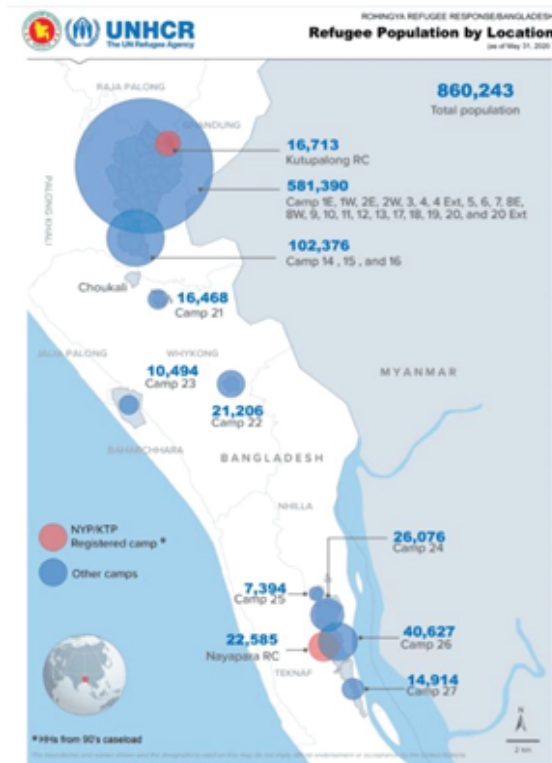 UNHCR
The UN Refugee Agency
ROHINGYA REFUGEE RESPONSE/BANGLADESH
Refugee Population by Location
(as of May 31, 2020)
RAJA PALONG
860,243
Total population
16,713
Kutupalong RC
581,390
Camp 1E, 1W, 2E, 2W, 3, 4, 4 Ext, 5, 6, 7, 8E,
8W, 9, 10, 11, 12, 13, 17, 18, 19, 20, and 20 Ext
PALONG KHALI
102,376
Camp 14 , 15 , and 16
Choukali
16,468
Camp 21
JALIA PALONG
WHYKONG
10,494
Camp 23
MYANMAR
21,206
Camp 22
BAHARCHHARA
BANGLADESH
NHILLA
NYP/KTP
Registered camp *
Other camps
26,076
Camp 24
7,394
Camp 25
22,585
Nayapara RC
40,627
Camp 26
TEKNAF
14,914
Camp 27
* HHs from 90's caseload
N
2 km